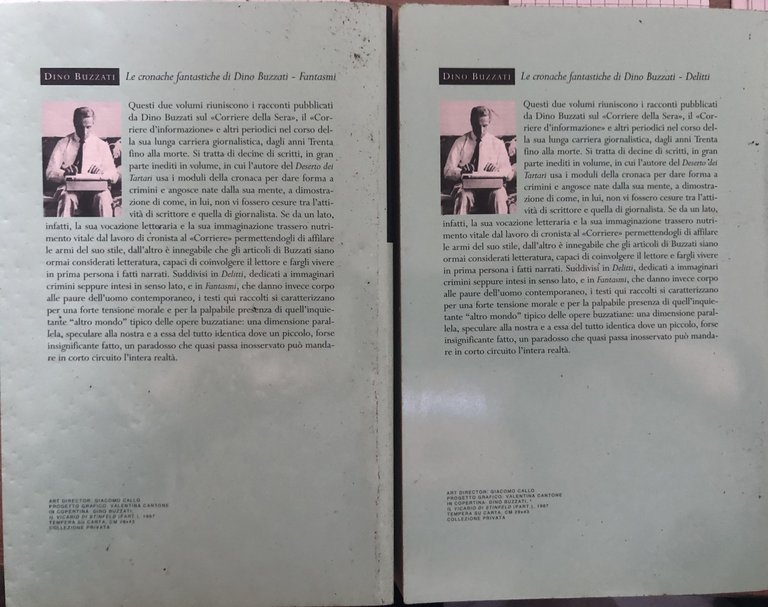 DINO BUZZATI Le cronache fantastiche di Dino Buzzati - Fantasmi
Questi due volumi riuniscono i racconti pubblicati
da Dino Buzzati sul «Corriere della Sera», il «Cor-
riere d'informazione» e altri periodici nel corso del-
la sua lunga carriera giornalistica, dagli anni Trenta
fino alla morte. Si tratta di decine di scritti, in gran
parte inediti in volume, in cui l'autore del Deserto dei
Tartari usa i moduli della cronaca per dare forma a
crimini e angosce nate dalla sua mente, a dimostra-
zione di come, in lui, non vi fossero cesure tra l'atti-
vità di scrittore e quella di giornalista. Se da un lato,
infatti, la sua vocazione letteraria e la sua immaginazione trassero nutri-
mento vitale dal lavoro di cronista al «Corriere» permettendogli di affilare
le armi del suo stile, dall'altro è innegabile che gli articoli di Buzzati siano
ormai considerati letteratura, capaci di coinvolgere il lettore e fargli vivere
in prima persona i fatti narrati. Suddivisi in Delitti, dedicati a immaginari
crimini seppure intesi in senso lato, e in Fantasmi, che danno invece corpo
alle paure dell'uomo contemporaneo, i testi qui raccolti si caratterizzano
per una forte tensione morale e per la palpabile presenza di quell'inquie-
tante "altro mondo" tipico delle opere buzzatiane: una dimensione paral-
lela, speculare alla nostra e a essa del tutto identica dove un piccolo, forse
insignificante fatto, un paradosso che quasi passa inosservato può manda-
re in corto circuito l'intera realtà.
ART DIRECTOR: GIACOMO CALLO
PROGETTO GRAFICO: VALENTINA CANTONE
IN COPERTINA: DINO BUZZATI,
IL VICARIO DI STINFELD (PART.), 1967
TEMPERA SU CARTA, CM 28x43
COLLEZIONE PRIVATA
DINO BUZZATI Le cronache fantastiche di Dino Buzzati - Delitti
Questi due volumi riuniscono i racconti pubblicati
da Dino Buzzati sul «Corriere della Sera», il «Cor-
riere d'informazione» e altri periodici nel corso del-
la sua lunga carriera giornalistica, dagli anni Trenta
fino alla morte. Si tratta di decine di scritti, in gran
parte inediti in volume, in cui l'autore del Deserto dei
Tartari usa i moduli della cronaca per dare forma a
crimini e angosce nate dalla sua mente, a dimostra-
zione di come, in lui, non vi fossero cesure tra l'atti-
vità di scrittore e quella di giornalista. Se da un lato,
infatti, la sua vocazione letteraria e la sua immaginazione trassero nutri-
mento vitale dal lavoro di cronista al «Corriere» permettendogli di affilare
le armi del suo stile, dall'altro è innegabile che gli articoli di Buzzati siano
ormai considerati letteratura, capaci di coinvolgere il lettore e fargli vivere
in prima persona i fatti narrati. Suddivisi in Delitti, dedicati a immaginari
crimini seppure intesi in senso lato, e in Fantasmi, che danno invece corpo
alle paure dell'uomo contemporaneo, i testi qui raccolti si caratterizzano
per una forte tensione morale e per la palpabile presenza di quell'inquie-
tante "altro mondo" tipico delle opere buzzatiane: una dimensione paral-
lela, speculare alla nostra e a essa del tutto identica dove un piccolo, forse
insignificante fatto, un paradosso che quasi passa inosservato può manda-
re in corto circuito l'intera realtà.
ART DIRECTOR: GIACOMO CALLO
PROGETTO GRAFICO: VALENTINA CANTONE
IN COPERTINA: DINO BUZZATI,
IL VICARIO DI STINFELD (PART.), 1967
TEMPERA SU CARTA, CM 28x43
COLLEZIONE PRIVATA